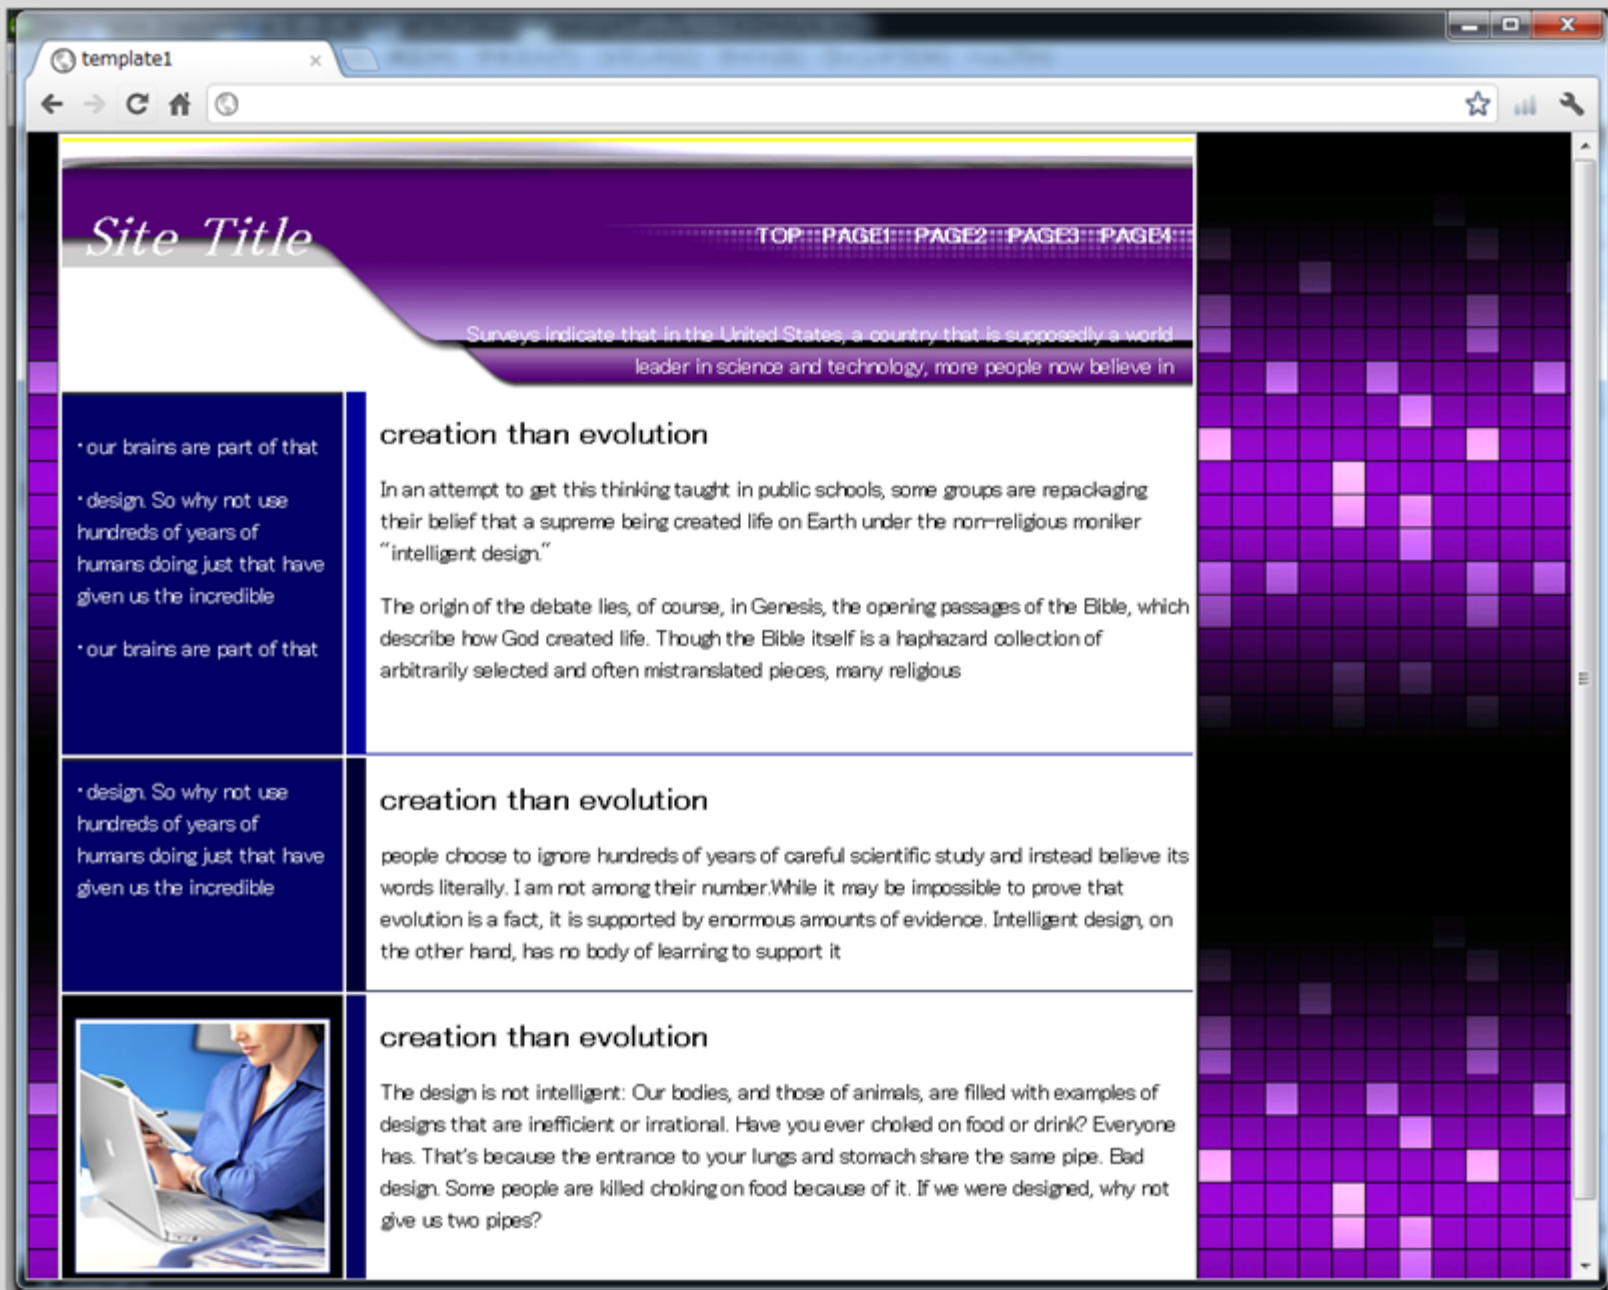 template1
Site Title
TOP PAGE1 PAGE2 PAGE3 PAGE4
Surveys indicate that in the United States, a country that is supposedly a world
leader in science and technology, more people now believe in
・our brains are part of that
・design. So why not use
hundreds of years of
humans doing just that have
given us the incredible
・our brains are part of that
creation than evolution
In an attempt to get this thinking taught in public schools, some groups are repackaging
their belief that a supreme being created life on Earth under the non-religious moniker
"intelligent design."
The origin of the debate lies, of course, in Genesis, the opening passages of the Bible, which
describe how God created life. Though the Bible itself is a haphazard collection of
arbitrarily selected and often mistranslated pieces, many religious
・design. So why not use
hundreds of years of
humans doing just that have
given us the incredible
creation than evolution
people choose to ignore hundreds of years of careful scientific study and instead believe its
words literally. I am not among their number.While it may be impossible to prove that
evolution is a fact, it is supported by enormous amounts of evidence. Intelligent design, on
the other hand, has no body of learning to support it
creation than evolution
The design is not intelligent: Our bodies, and those of animals, are filled with examples of
designs that are inefficient or irrational. Have you ever choked on food or drink? Everyone
has. That's because the entrance to your lungs and stomach share the same pipe. Bad
design. Some people are killed choking on food because of it. If we were designed, why not
give us two pipes?